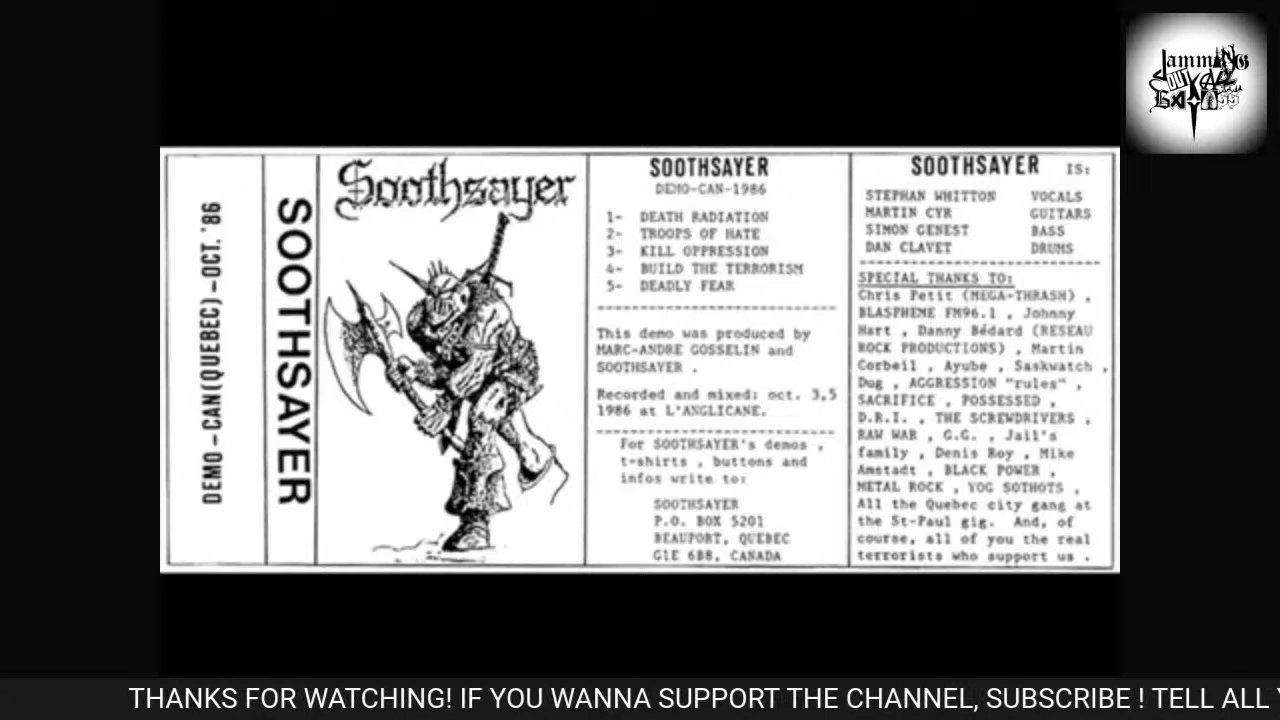 Jamming
DEMO-CAN(QUEBEC)-OCT. '86
SOOTHSAYER
Soothsayer
SOOTHSAYER
DEMO-CAN-1986
1- DEATH RADIATION
2- TROOPS OF HATE
3- KILL OPPRESSION
4- BUILD THE TERRORISM
5- DEADLY FEAR
This demo was produced by
MARC-ANDRE GOSSELIN and
SOOTHSAYER .
Recorded and mixed: oct. 3,5
1986 at L'ANGLICANE.
For SOOTHSAYER's demos ,
t-shirts , buttons and
infos write to:
SOOTHSAYER
P.O. BOX 5201
BEAUPORT, QUEBEC
G1E 6B8, CANADA
SOOTHSAYER IS:
STEPHAN WHITTON VOCALS
MARTIN CYR GUITARS
SIMON GENEST BASS
DAN CLAVET DRUMS
SPECIAL THANKS TO:
Chris Petit (MEGA-THRASH) ,
BLASPHEME FM96.1 , Johnny
Hart , Danny Bédard (RESEAU
ROCK PRODUCTIONS) , Martin
Corbeil , Ayube , Saskwatch ,
Dug , AGGRESSION "rules" ,
SACRIFICE , POSSESSED ,
D.R.I. , THE SCREWDRIVERS ,
RAW WAR , G.G. , Jail's
family , Denis Roy , Mike
Amstadt , BLACK POWER ,
METAL ROCK , YOG SOTHOTS ,
All the Quebec city gang at
the St-Paul gig. And, of
course, all of you the real
terrorists who support us .
THANKS FOR WATCHING! IF YOU WANNA SUPPORT THE CHANNEL, SUBSCRIBE ! TELL ALL